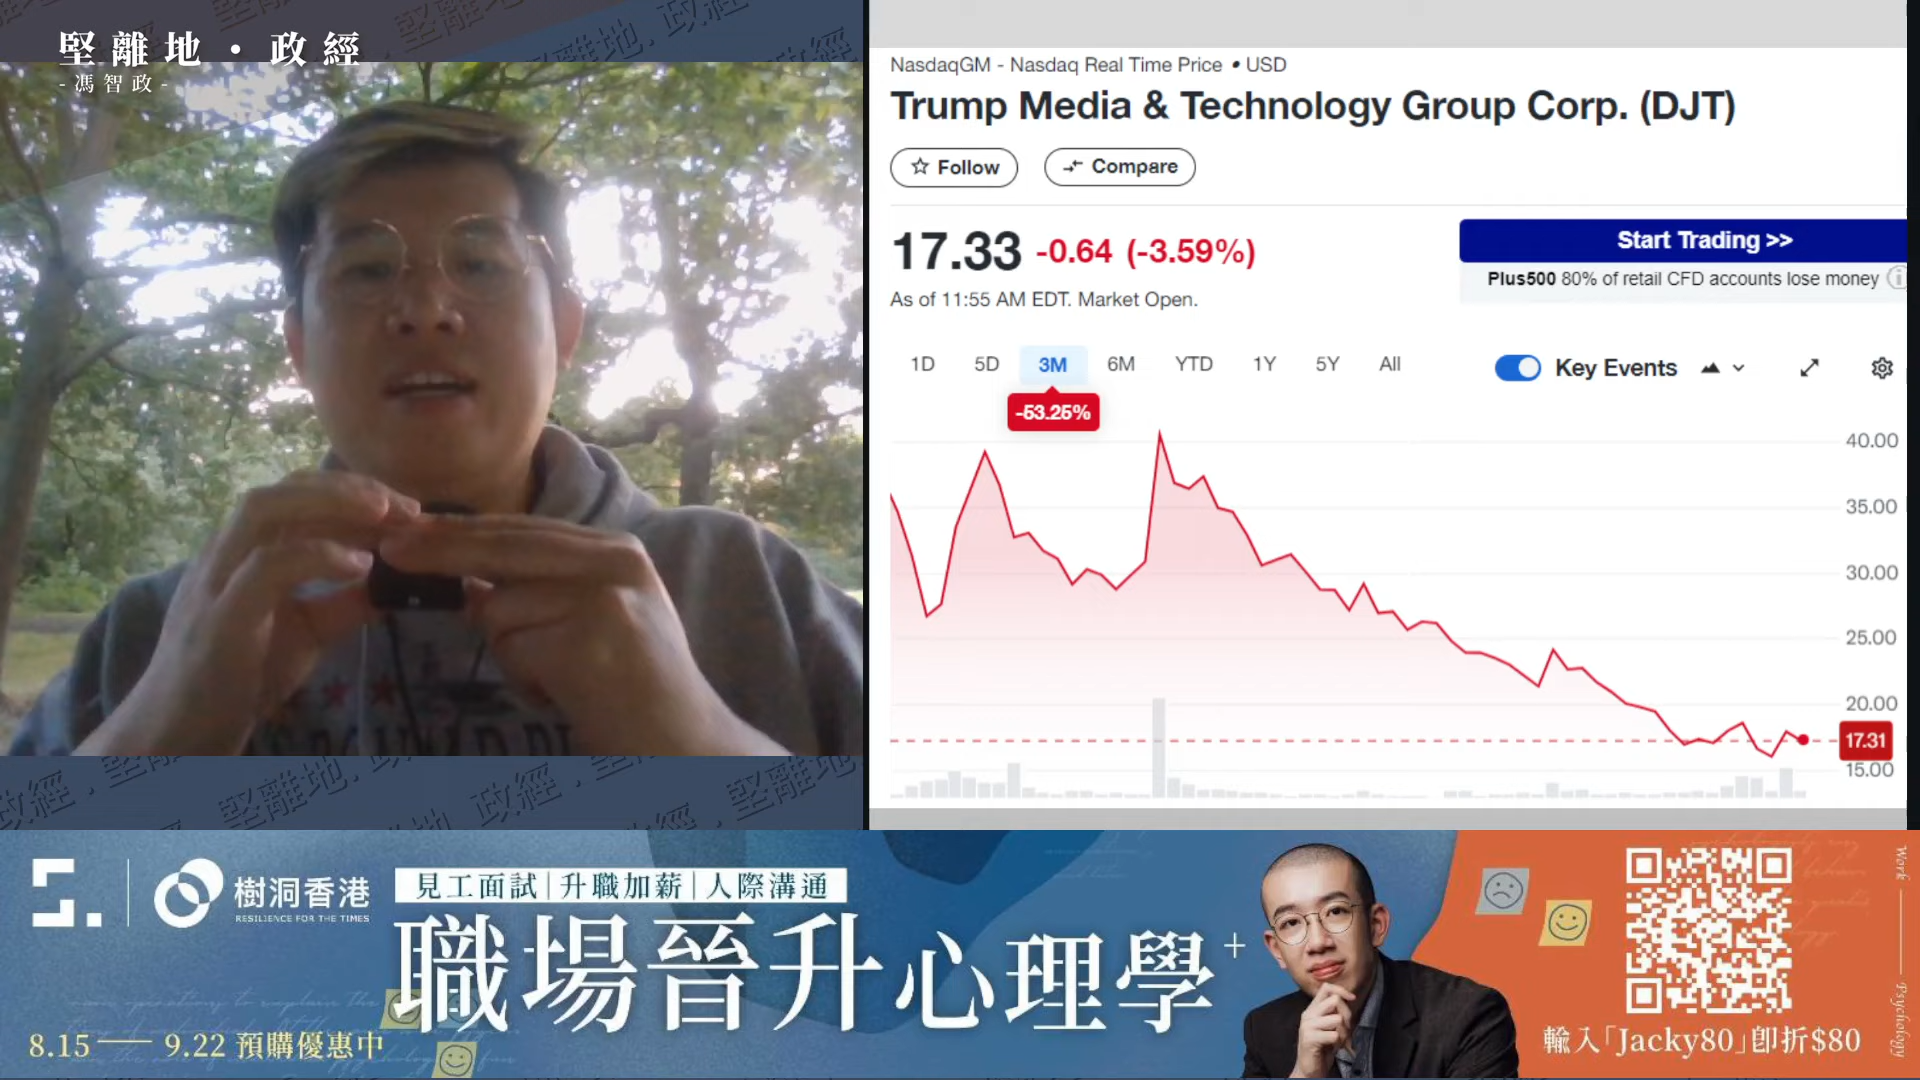 堅離地・政經
-馮智政-
NasdaqGM - Nasdaq Real Time Price • USD
Trump Media & Technology Group Corp. (DJT)
Follow
Compare
17.33 -0.64 (-3.59%)
As of 11:55 AM EDT. Market Open.
Start Trading >>
Plus500 80% of retail CFD accounts lose money
1D 5D 3M 6M YTD 1Y 5Y All
Key Events
-53.25%
40.00
35.00
30.00
25.00
20.00
17.31
15.00
樹洞香港
RESILIENCE FOR THE TIMES
見工面試|升職加薪|人際溝通
職場晉升心理學+
8.15 — 9.22 預購優惠中
輸入「Jacky80」即折$80
Work — Psychology